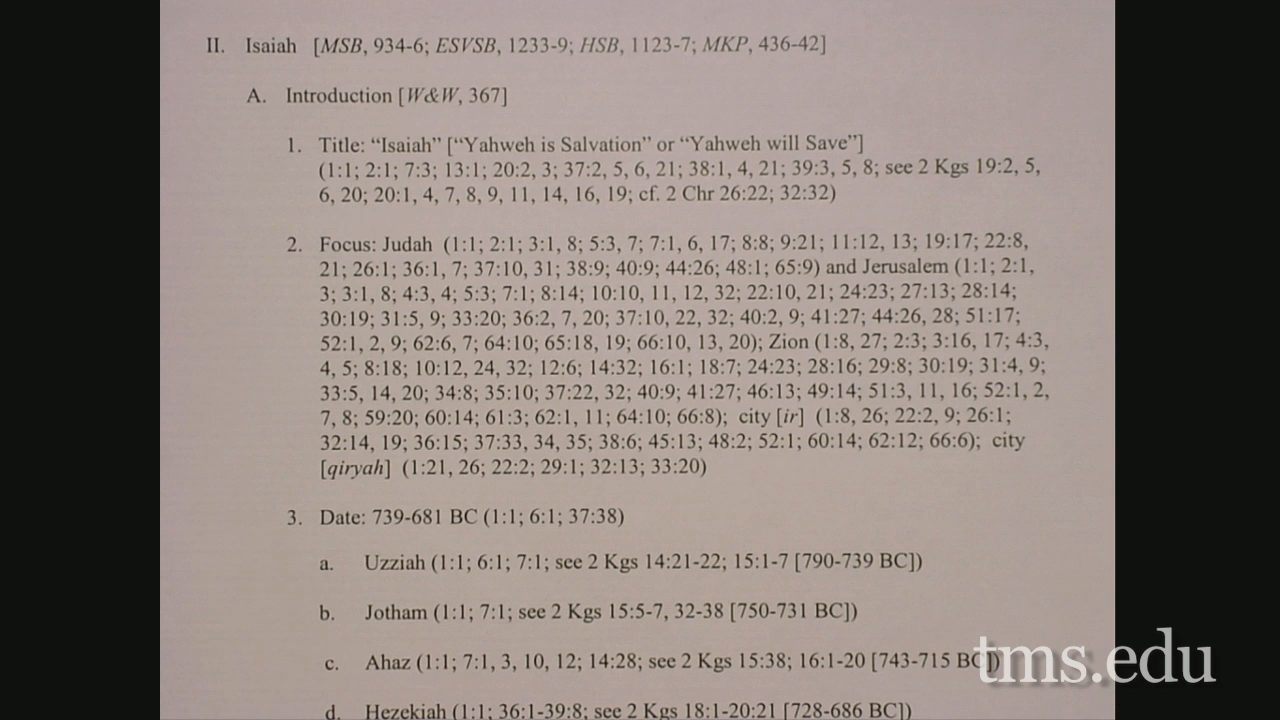 II. Isaiah [MSB, 934-6; ESVSB, 1233-9; HSB, 1123-7; MKP, 436-42]
A. Introduction [W&W, 367]
1. Title: “Isaiah” [“Yahweh is Salvation” or “Yahweh will Save”]
(1:1; 2:1; 7:3; 13:1; 20:2, 3; 37:2, 5, 6, 21; 38:1, 4, 21; 39:3, 5, 8; see 2 Kgs 19:2, 5,
6, 20; 20:1, 4, 7, 8, 9, 11, 14, 16, 19; cf. 2 Chr 26:22; 32:32)
2. Focus: Judah (1:1; 2:1; 3:1, 8; 5:3, 7; 7:1, 6, 17; 8:8; 9:21; 11:12, 13; 19:17; 22:8,
21; 26:1; 36:1, 7; 37:10, 31; 38:9; 40:9; 44:26; 48:1; 65:9) and Jerusalem (1:1; 2:1,
3; 3:1, 8; 4:3, 4; 5:3; 7:1; 8:14; 10:10, 11, 12, 32; 22:10, 21; 24:23; 27:13; 28:14;
30:19; 31:5, 9; 33:20; 36:2, 7, 20; 37:10, 22, 32; 40:2, 9; 41:27; 44:26, 28; 51:17;
52:1, 2, 9; 62:6, 7; 64:10; 65:18, 19; 66:10, 13, 20); Zion (1:8, 27; 2:3; 3:16, 17; 4:3,
4, 5; 8:18; 10:12, 24, 32; 12:6; 14:32; 16:1; 18:7; 24:23; 28:16; 29:8; 30:19; 31:4, 9;
33:5, 14, 20; 34:8; 35:10; 37:22, 32; 40:9; 41:27; 46:13; 49:14; 51:3, 11, 16; 52:1, 2,
7, 8; 59:20; 60:14; 61:3; 62:1, 11; 64:10; 66:8); city [ir] (1:8, 26; 22:2, 9; 26:1;
32:14, 19; 36:15; 37:33, 34, 35; 38:6; 45:13; 48:2; 52:1; 60:14; 62:12; 66:6); city
[qiryah] (1:21, 26; 22:2; 29:1; 32:13; 33:20)
3. Date: 739-681 BC (1:1; 6:1; 37:38)
a. Uzziah (1:1; 6:1; 7:1; see 2 Kgs 14:21-22; 15:1-7 [790-739 BC])
b. Jotham (1:1; 7:1; see 2 Kgs 15:5-7, 32-38 [750-731 BC])
c. Ahaz (1:1; 7:1, 3, 10, 12; 14:28; see 2 Kgs 15:38; 16:1-20 [743-715 BC])
tms.edu
d. Hezekiah (1:1; 36:1-39:8; see 2 Kgs 18:1-20:21 [728-686 BC])